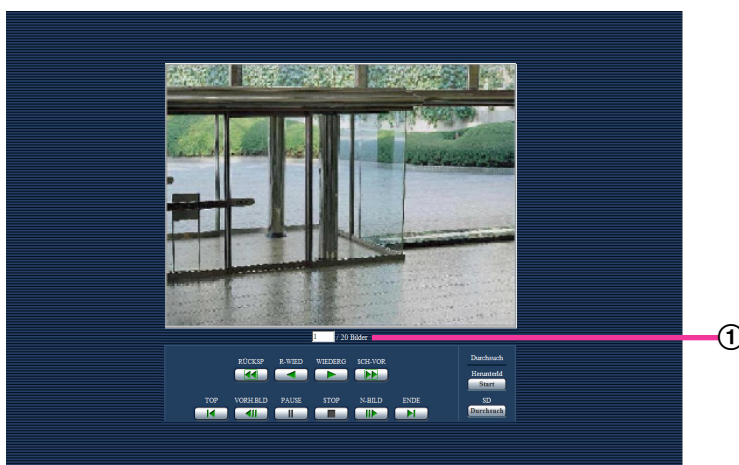 1 / 20 Bilder
①
RÜCKSP R-WIED WIEDERG SCH-VOR
TOP VORH.BLD PAUSE STOP N-BILD ENDE
Durchsuch
Herunterld
Start
SD
Durchsuch